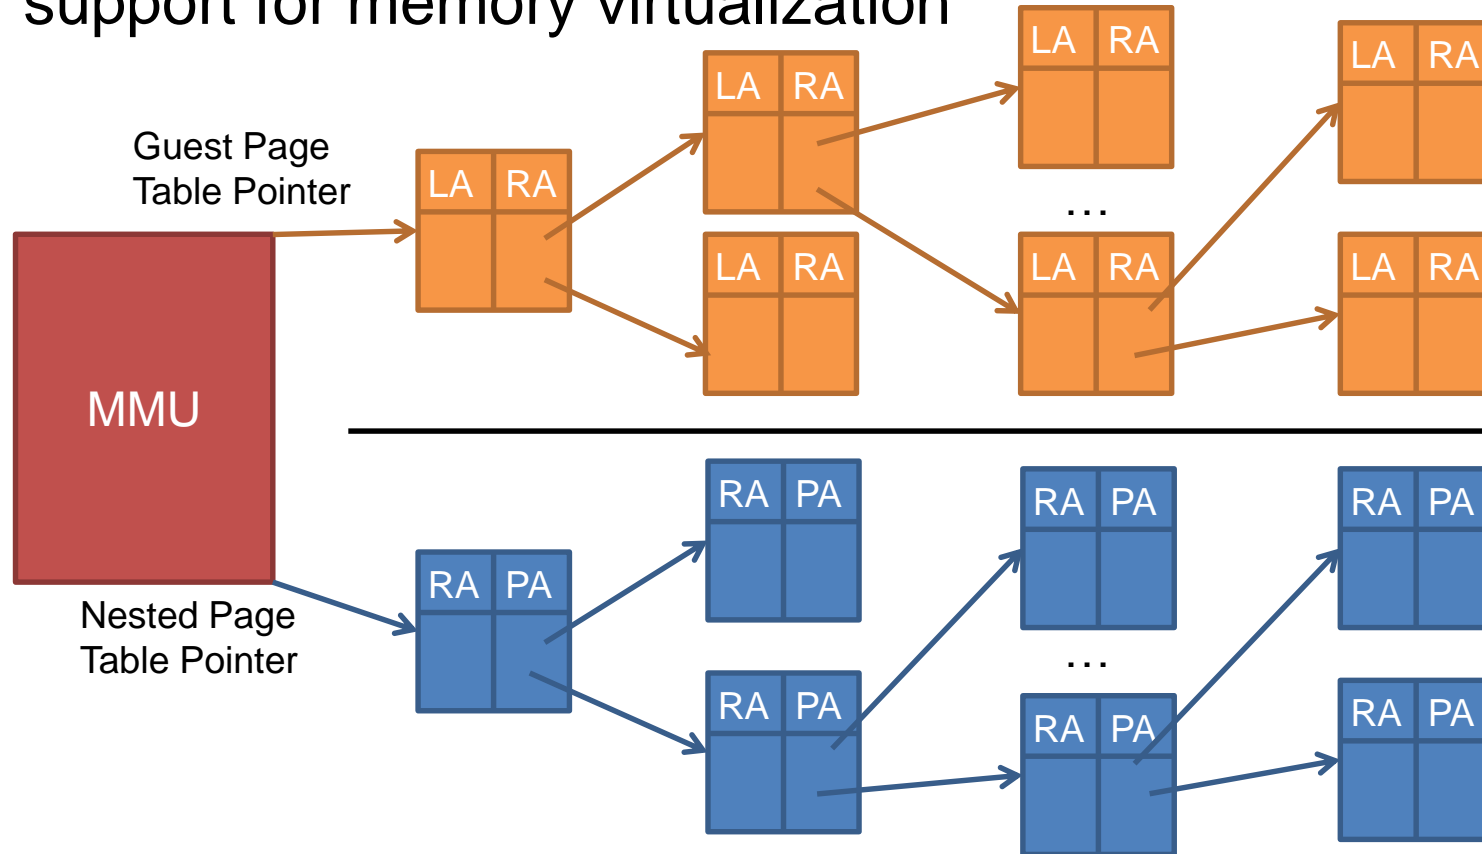 support for memory virtualization
LA RA
LA RA
LA RA
Guest Page
Table Pointer
LA RA
...
LA RA
LA RA
LA RA
MMU
RA PA
RA PA
RA PA
RA PA
Nested Page
Table Pointer
...
RA PA
RA PA
RA PA